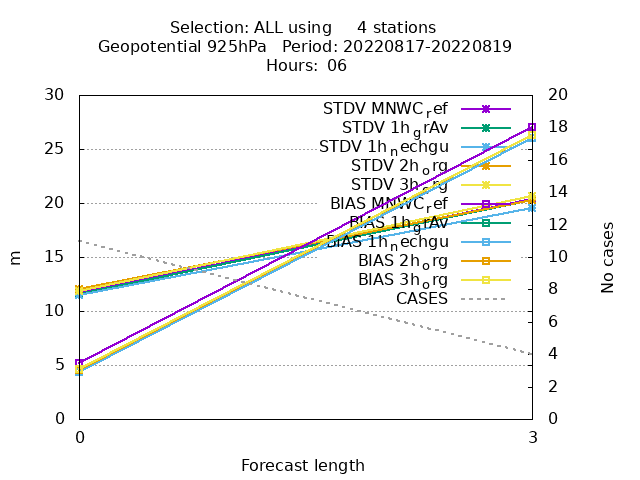 Selection: ALL using     4 stations
Geopotential 925hPa   Period: 20220817-20220819
Hours: 06
30
25
20
15
10
5
0
m
STDV MNWC_ref
STDV 1h_grAv
STDV 1h_nechgu
STDV 2h_org
STDV 3h_org
BIAS MNWC_ref
BIAS 1h_grAv
BIAS 1h_nechgu
BIAS 2h_org
BIAS 3h_org
CASES
20
18
16
14
12
10
8
6
4
2
0
No cases
0 3
Forecast length